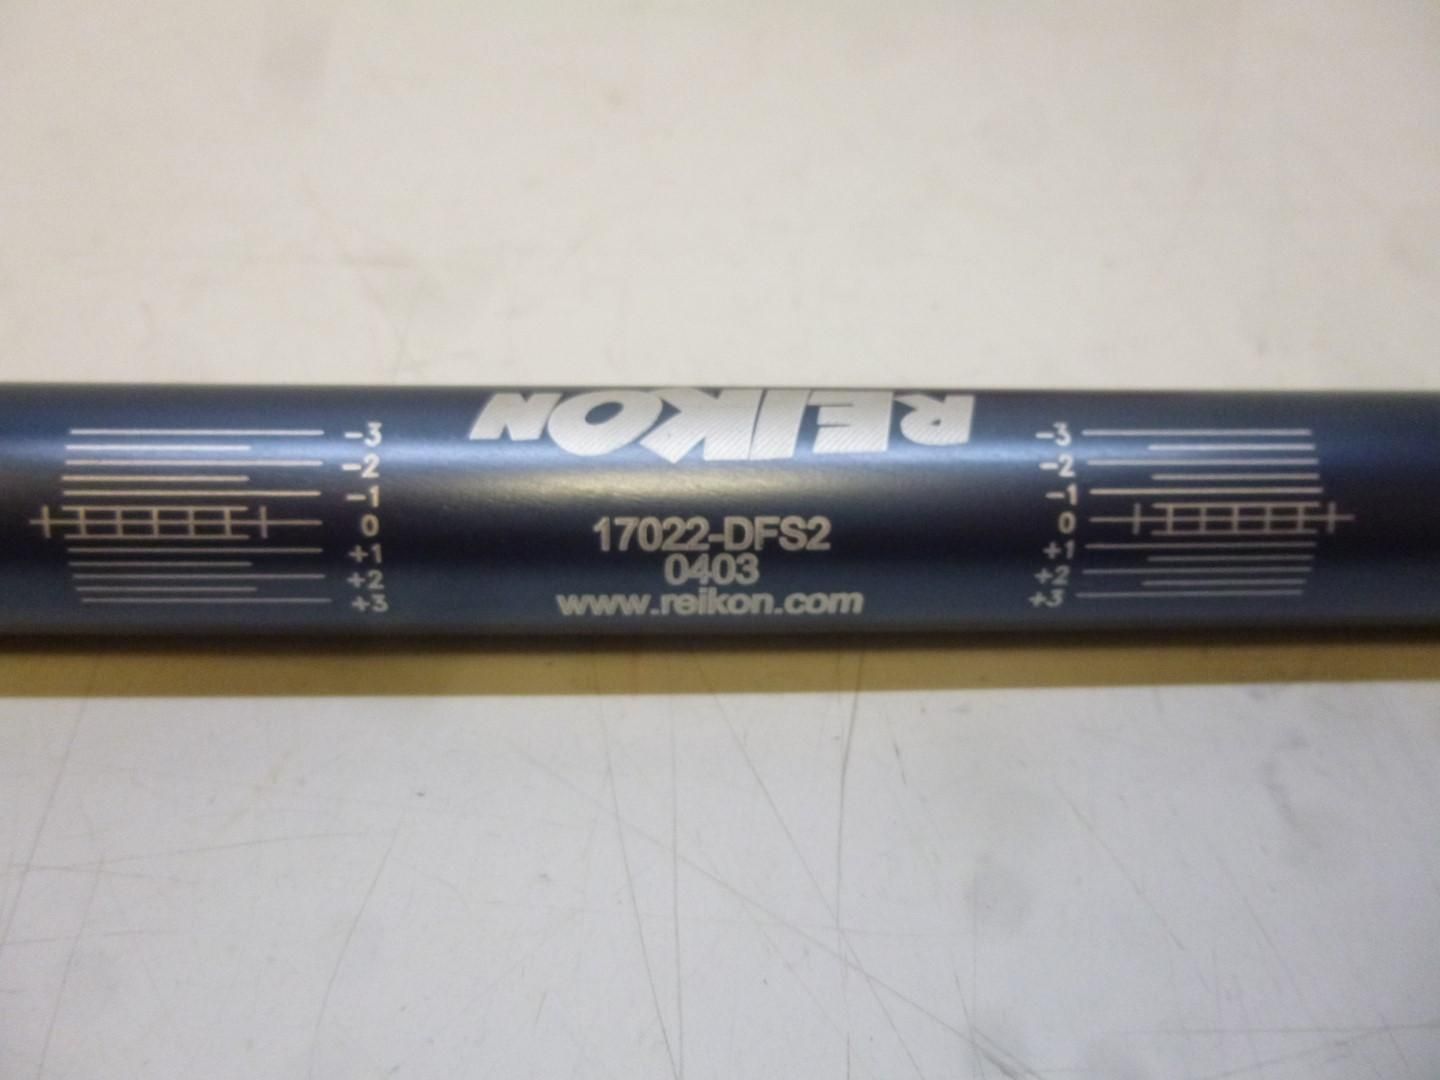 REIKON
-3 -3
-2 -2
-1 -1
0 0
+1 +1
+2 +2
+3 +3
17022-DFS2
0403
www.reikon.com